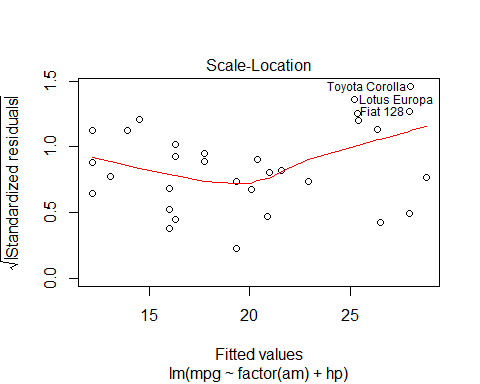 Scale-Location
Toyota Corolla
Lotus Europa
Fiat 128
√|Standardized residuals|
0.0
0.5
1.0
1.5
15
20
25
Fitted values
lm(mpg ~ factor(am) + hp)